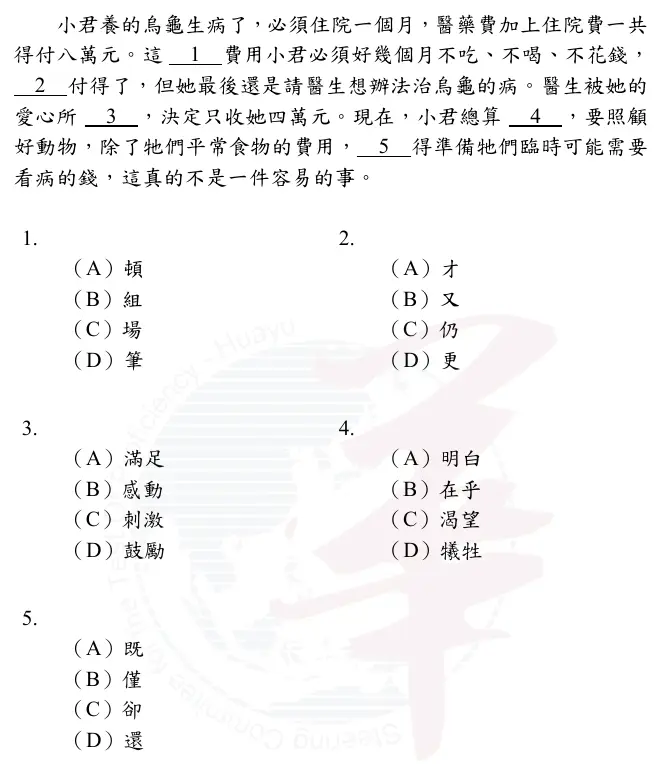 小君養的烏龜生病了，必須住院一個月，醫藥費加上住院費一共
得付八萬元。這 1 費用小君必須好幾個月不吃、不喝、不花錢，
2 付得了，但她最後還是請醫生想辦法治烏龜的病。醫生被她的
愛心所 3 ，決定只收她四萬元。現在，小君總算 4 ，要照顧
好動物，除了牠們平常食物的費用， 5 得準備牠們臨時可能需要
看病的錢，這真的不是一件容易的事。
1.
（A）頓
（B）組
（C）場
（D）筆
2.
（A）才
（B）又
（C）仍
（D）更
3.
（A）滿足
（B）感動
（C）刺激
（D）鼓勵
4.
（A）明白
（B）在乎
（C）渴望
（D）犧牲
5.
（A）既
（B）僅
（C）卻
（D）還